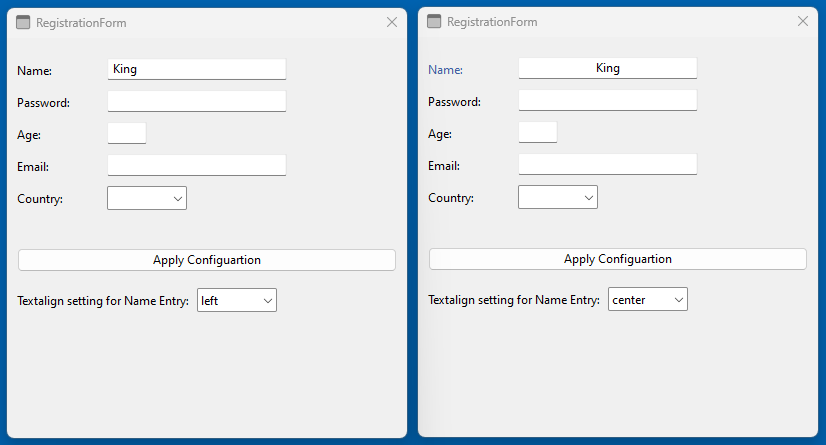 RegistrationForm
Name: King
Password:
Age:
Email:
Country:
Apply Configuartion
Textalign setting for Name Entry: left
RegistrationForm
Name: King
Password:
Age:
Email:
Country:
Apply Configuartion
Textalign setting for Name Entry: center